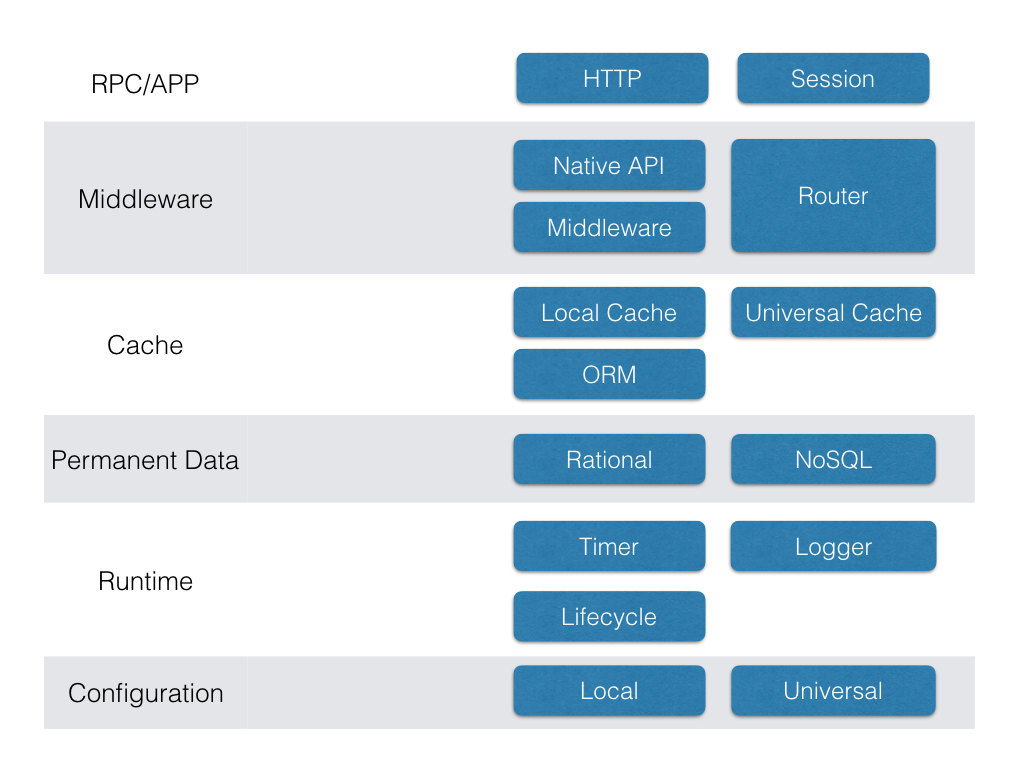 RPC/APP
HTTP
Session
Middleware
Native API
Router
Middleware
Cache
Local Cache
Universal Cache
ORM
Permanent Data
Rational
NoSQL
Runtime
Timer
Logger
Lifecycle
Configuration
Local
Universal